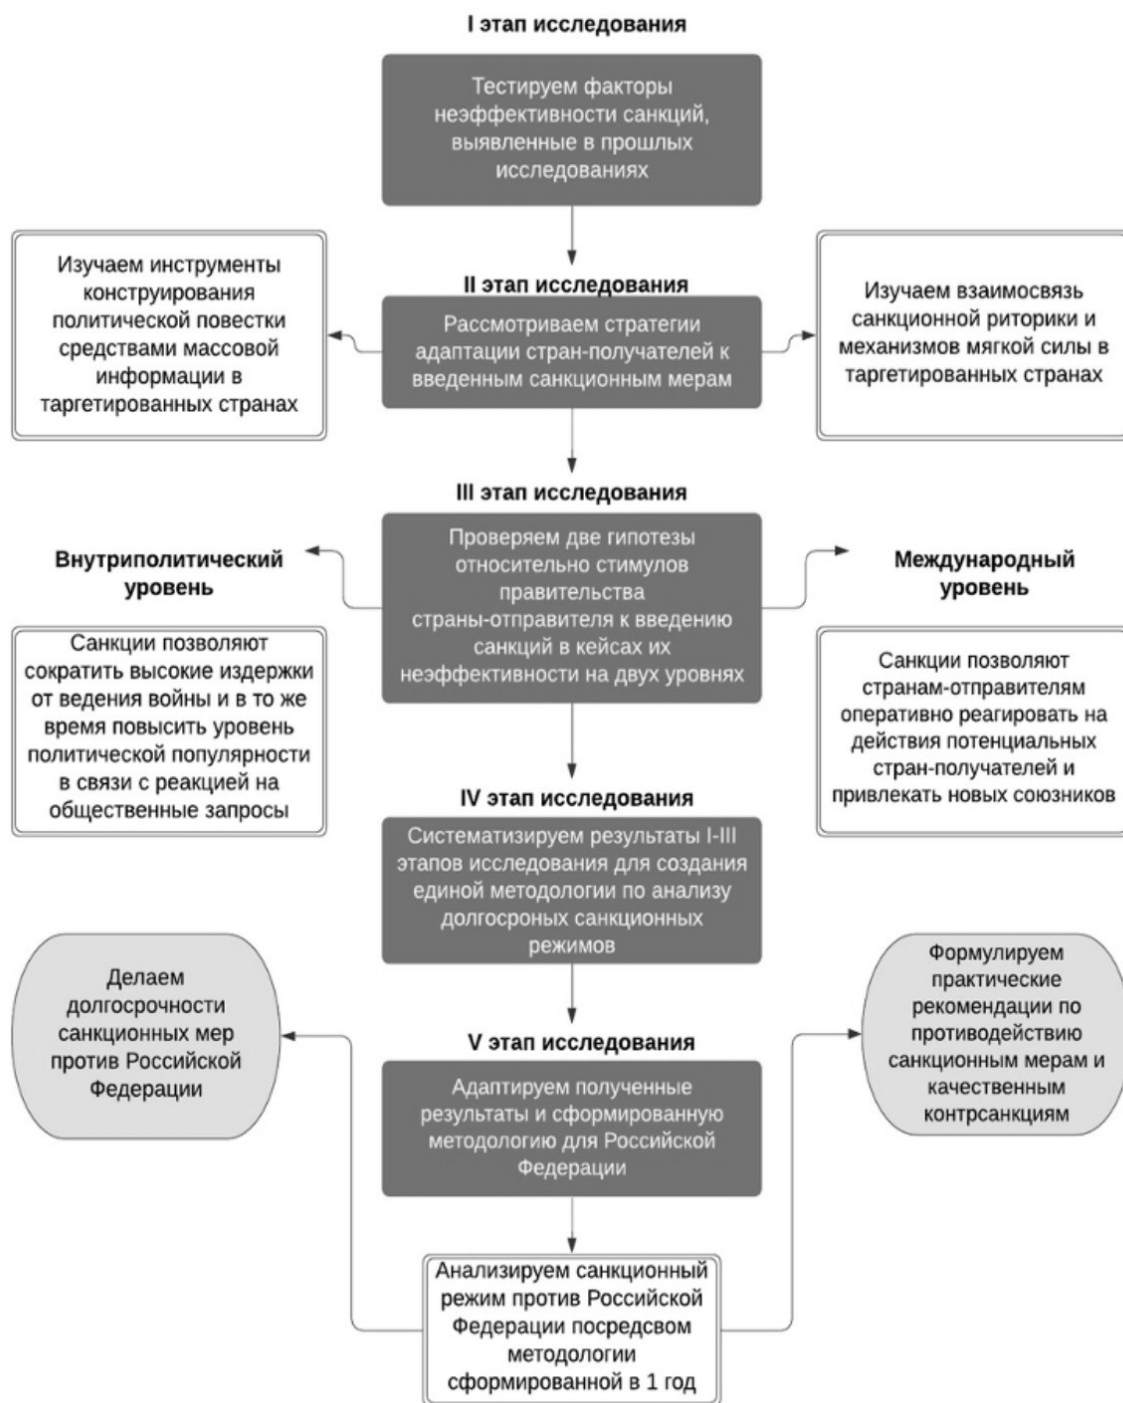 I этап исследования
Тестируем факторы
неэффективности санкций,
выявленные в прошлых
исследованиях
Изучаем инструменты
конструирования
политической повестки
средствами массовой
информации в
таргетированных странах
II этап исследования
Рассмотриваем стратегии
адаптации стран-получателей к
введенным санкционным мерам
Изучаем взаимосвязь
санкционной риторики и
механизмов мягкой силы в
таргетированных странах
III этап исследования
Проверяем две гипотезы
относительно стимулов
правительства
страны-отправителя к введению
санкций в кейсах их
неэффективности на двух уровнях
Внутриполитический
уровень
Санкции позволяют
сократить высокие издержки
от ведения войны и в то же
время повысить уровень
политической популярности
в связи с реакцией на
общественные запросы
Международный
уровень
Санкции позволяют
странам-отправителям
оперативно реагировать на
действия потенциальных
стран-получателей и
привлекать новых союзников
IV этап исследования
Систематизируем результаты I-III
этапов исследования для создания
единой методологии по анализу
долгосроных санкционных
режимов
V этап исследования
Адаптируем полученные
результаты и сформированную
методологию для Российской
Федерации
Делаем
долгосрочности
санкционных мер
против Российской
Федерации
Формулируем
практические
рекомендации по
противодействию
санкционным мерам и
качественным
контрсанкциям
Анализируем санкционный
режим против Российской
Федерации посредсвом
методологии
сформированной в 1 год